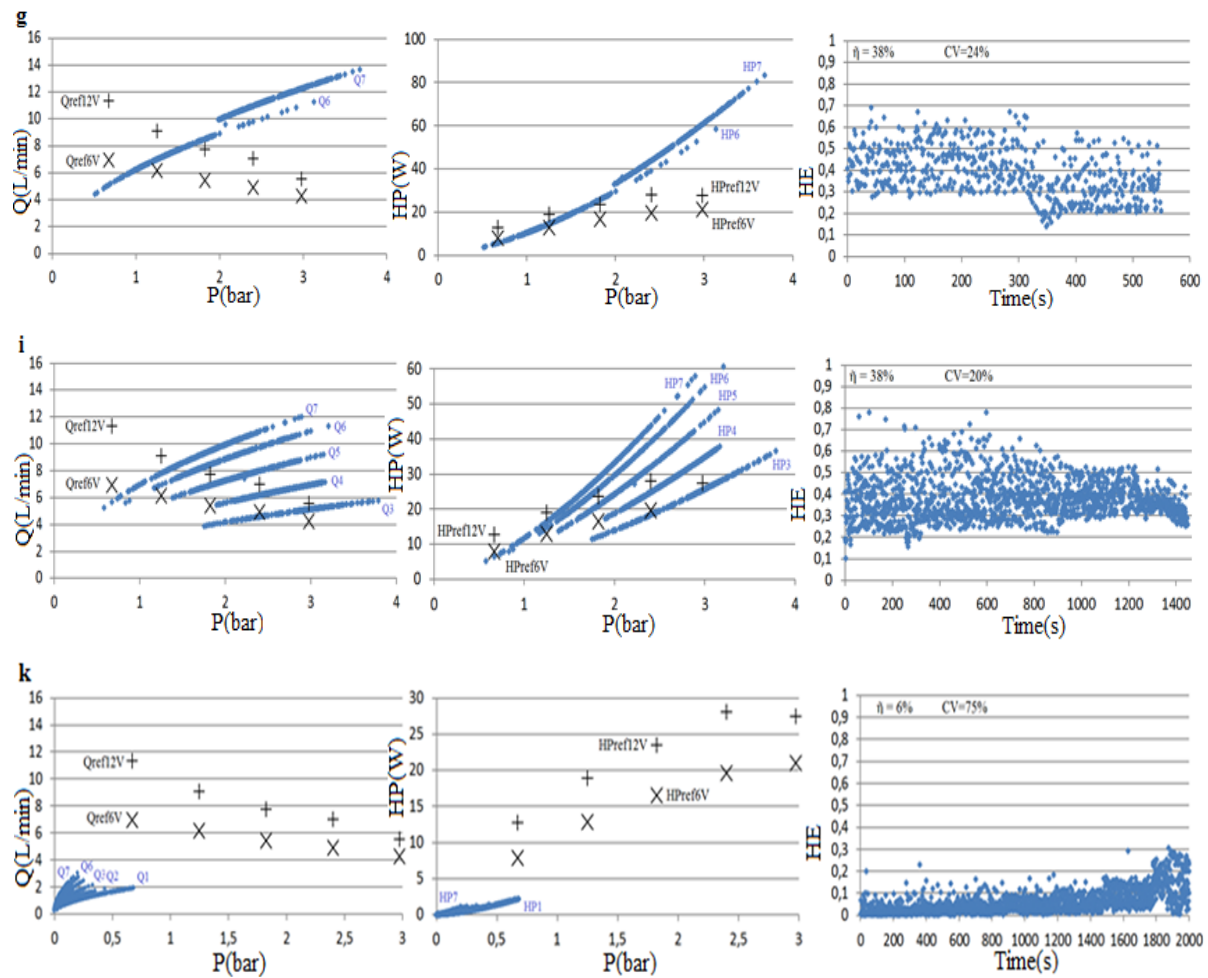 g
Q(L/min)
16
14
12
10
8
6
4
2
0
Qref12V
Qref6V
Q7
Q6
0 1 2 3 4
P(bar)
HP(W)
100
80
60
40
20
0
HP7
HP6
HPref12V
HPref6V
0 1 2 3 4
P(bar)
HE
1
0,9
0,8
0,7
0,6
0,5
0,4
0,3
0,2
0,1
0
η̄ = 38% CV=24%
0 100 200 300 400 500 600
Time(s)
i
Q(L/min)
16
14
12
10
8
6
4
2
0
Qref12V
Qref6V
Q7
Q6
Q5
Q4
Q3
0 1 2 3 4
P(bar)
HP(W)
60
50
40
30
20
10
0
HP7
HP6
HP5
HP4
HP3
HPref12V
HPref6V
0 1 2 3 4
P(bar)
HE
1
0,9
0,8
0,7
0,6
0,5
0,4
0,3
0,2
0,1
0
η̄ = 38% CV=20%
0 200 400 600 800 1000 1200 1400
Time(s)
k
Q(L/min)
16
14
12
10
8
6
4
2
0
Qref12V
Qref6V
Q7
Q6
Q3
Q2
Q1
0 0,5 1 1,5 2 2,5 3
P(bar)
HP(W)
30
25
20
15
10
5
0
HPref12V
HPref6V
HP7
HP1
0 0,5 1 1,5 2 2,5 3
P(bar)
HE
1
0,9
0,8
0,7
0,6
0,5
0,4
0,3
0,2
0,1
0
η̄ = 6% CV=75%
0 200 400 600 800 1000 1200 1400 1600 1800 2000
Time(s)